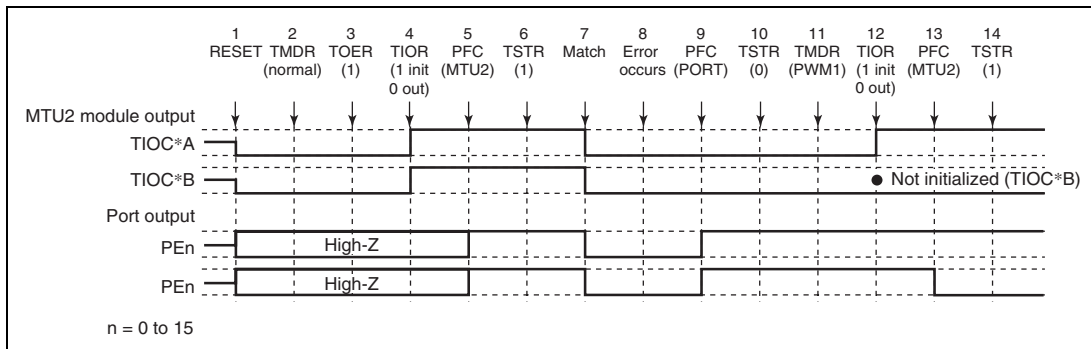 1 2 3 4 5 6 7 8 9 10 11 12 13 14
RESET TMDR TOER TIOR PFC TSTR Match Error PFC TSTR TMDR TIOR PFC TSTR
(normal) (1) (1 init (MTU2) (1) occurs (PORT) (0) (PWM1) (1 init (MTU2) (1)
0 out) 0 out)
MTU2 module output
TIOC*A
TIOC*B
● Not initialized (TIOC*B)
Port output
PEn
High-Z
PEn
High-Z
n = 0 to 15